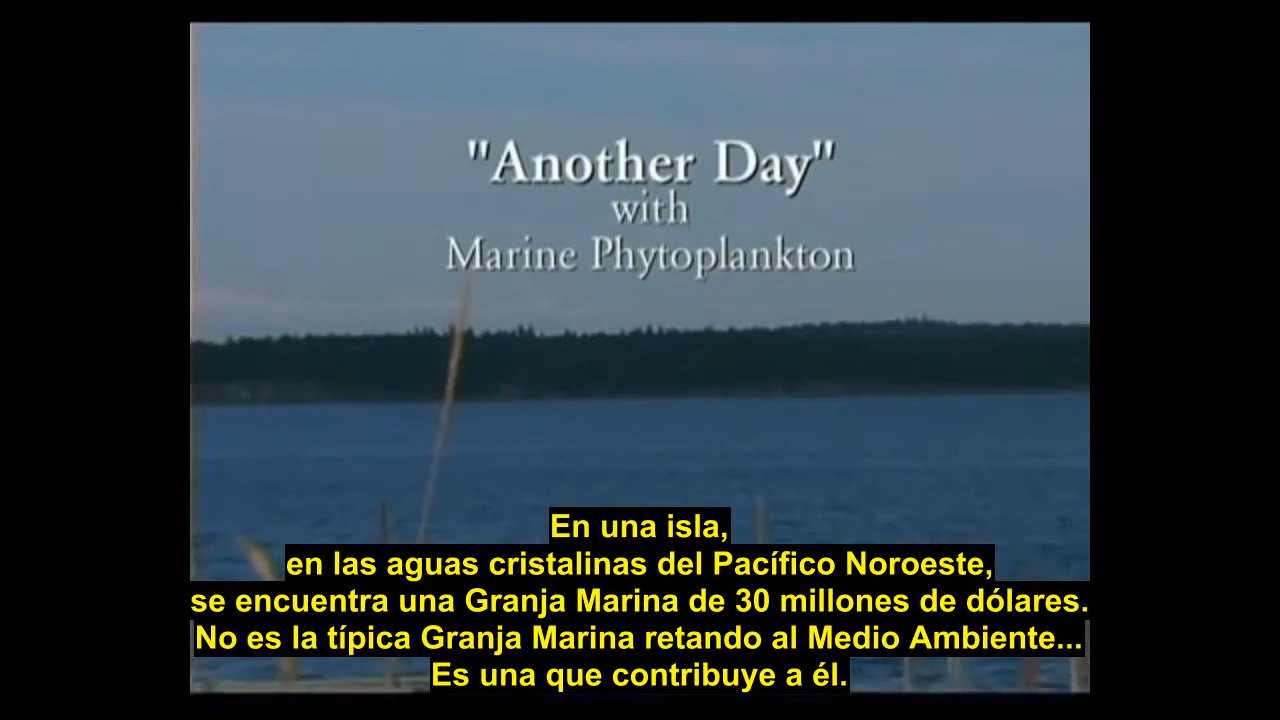 "Another Day"
with
Marine Phytoplankton
En una isla,
en las aguas cristalinas del Pacífico Noroeste,
se encuentra una Granja Marina de 30 millones de dólares.
No es la típica Granja Marina retando al Medio Ambiente...
Es una que contribuye a él.